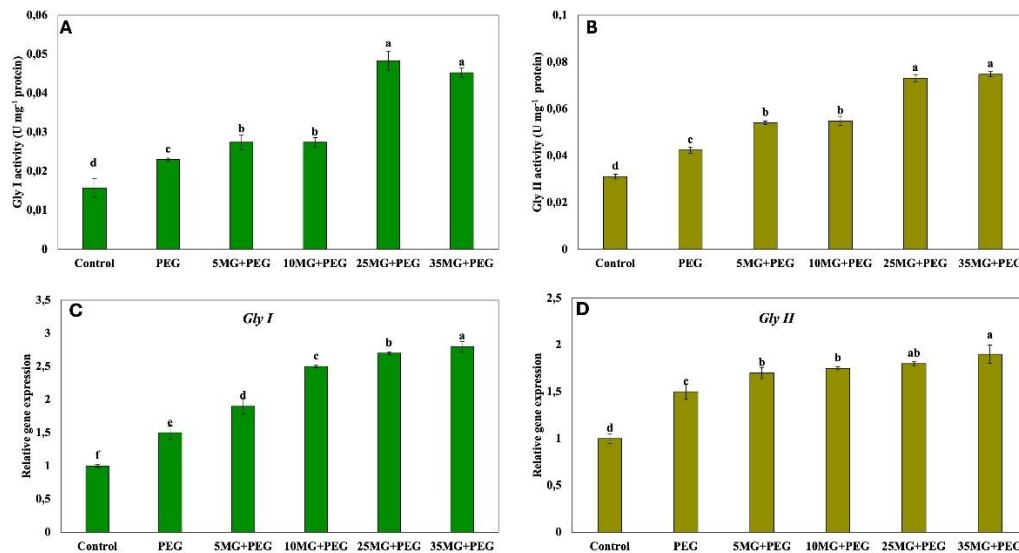 A
Gly I activity (U mg⁻¹ protein)
0,06
0,05
0,04
0,03
0,02
0,01
0
d
c
b
b
a
a
Control PEG 5MG+PEG 10MG+PEG 25MG+PEG 35MG+PEG
B
Gly II activity (U mg⁻¹ protein)
0,1
0,08
0,06
0,04
0,02
0
d
c
b
b
a
a
Control PEG 5MG+PEG 10MG+PEG 25MG+PEG 35MG+PEG
C
Gly I
Relative gene expression
3,5
3
2,5
2
1,5
1
0,5
0
f
e
d
c
b
a
Control PEG 5MG+PEG 10MG+PEG 25MG+PEG 35MG+PEG
D
Gly II
Relative gene expression
2,5
2
1,5
1
0,5
0
d
c
b
b
ab
a
Control PEG 5MG+PEG 10MG+PEG 25MG+PEG 35MG+PEG